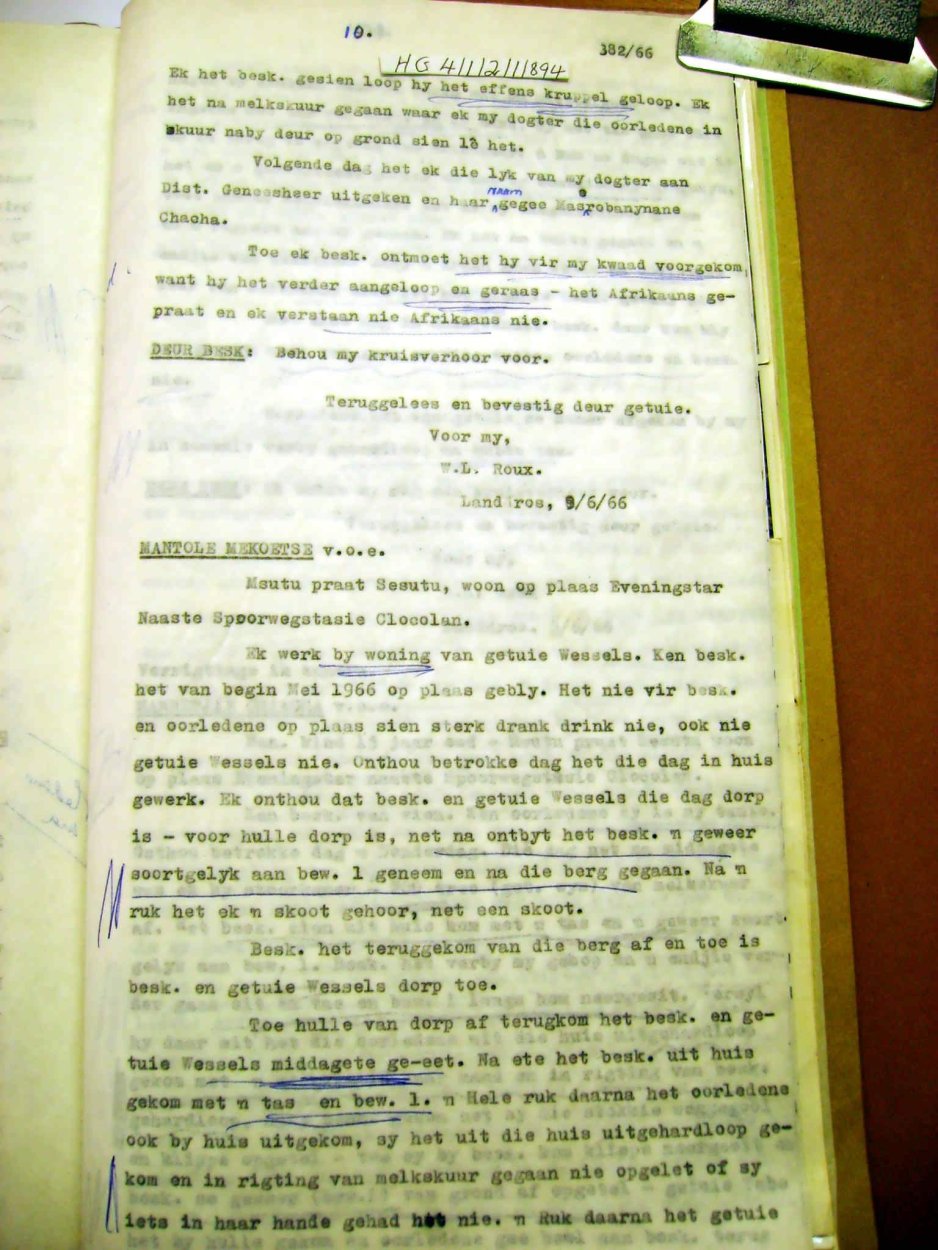 10.
382/66
HG 4/1/2/1/1894
Ek het besk. gesien loop hy het effens kruppel geloop. Ek
het na melkskuur gegaan waar ek my dogter die oorledene in
skuur naby deur op grond sien lê het.
Volgende dag het ek die lyk van my dogter aan
Dist. Geneesheer uitgeken en haar naam gegee Masrobanynane
Chacha.
Toe ek besk. ontmoet het hy vir my kwaad voorgekom,
want hy het verder aangeloop en geraas - het Afrikaans ge-
praat en ek verstaan nie Afrikaans nie.
DEUR BESK: Behou my kruisverhoor voor.
Teruggelees en bevestig deur getuie.
Voor my,
W.L. Roux.
Landdros, 9/6/66
MANTOLE MEKOETSE v.o.e.
Msutu praat Sesutu, woon op plaas Eveningstar
Naaste Spoorwegstasie Clocolan.
Ek werk by woning van getuie Wessels. Ken besk.
het van begin Mei 1966 op plaas gebly. Het nie vir besk.
en oorledene op plaas sien sterk drank drink nie, ook nie
getuie Wessels nie. Onthou betrokke dag het die dag in huis
gewerk. Ek onthou dat besk. en getuie Wessels die dag dorp
is - voor hulle dorp is, net na ontbyt het besk. 'n geweer
soortgelyk aan bew. 1 geneem en na die berg gegaan. Na 'n
ruk het ek 'n skoot gehoor, net een skoot.
Besk. het teruggekom van die berg af en toe is
besk. en getuie Wessels dorp toe.
Toe hulle van dorp af terugkom het besk. en ge-
tuie Wessels middagete ge-eet. Na ete het besk. uit huis
gekom met 'n tas en bew. 1. 'n Hele ruk daarna het oorledene
ook by huis uitgekom, sy het uit die huis uitgehardloop ge-
kom en in rigting van melkskuur gegaan nie opgelet of sy
iets in haar hande gehad het nie. 'n Ruk daarna het getuie